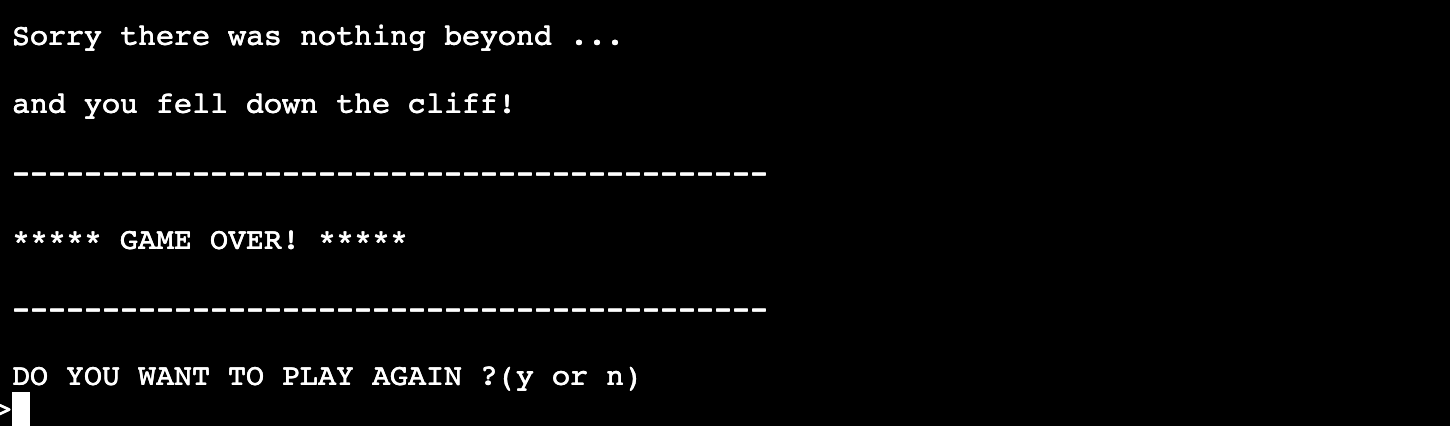 Sorry there was nothing beyond ...
and you fell down the cliff!
------------------------------------------
***** GAME OVER! *****
------------------------------------------
DO YOU WANT TO PLAY AGAIN ?(y or n)
>